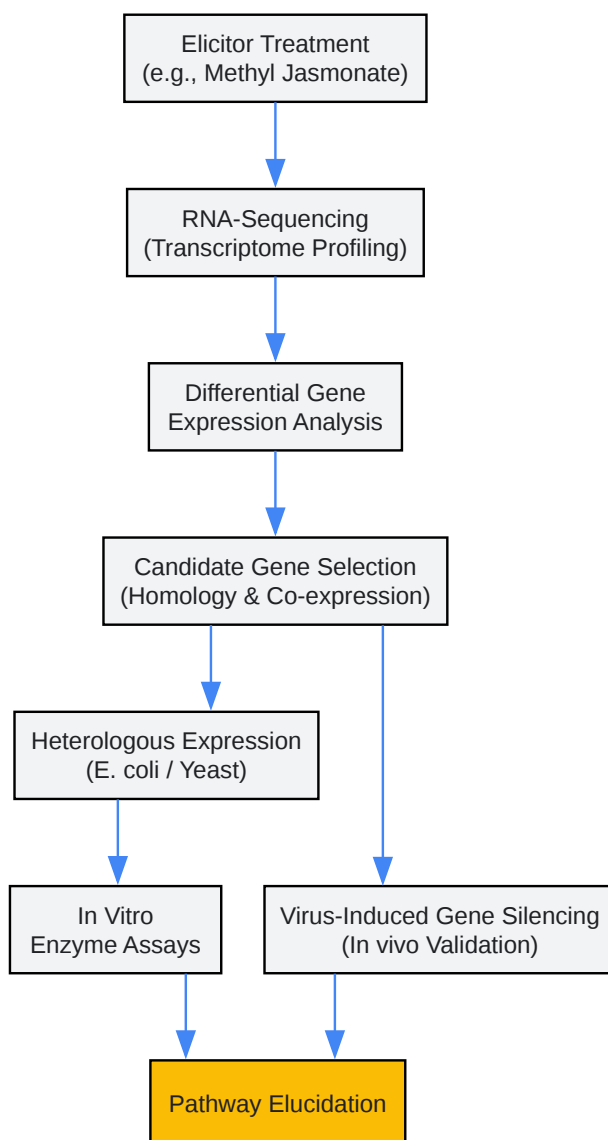 Elicitor Treatment
(e.g., Methyl Jasmonate)
RNA-Sequencing
(Transcriptome Profiling)
Differential Gene
Expression Analysis
Candidate Gene Selection
(Homology & Co-expression)
Heterologous Expression
(E. coli / Yeast)
In Vitro
Enzyme Assays
Virus-Induced Gene Silencing
(In vivo Validation)
Pathway Elucidation